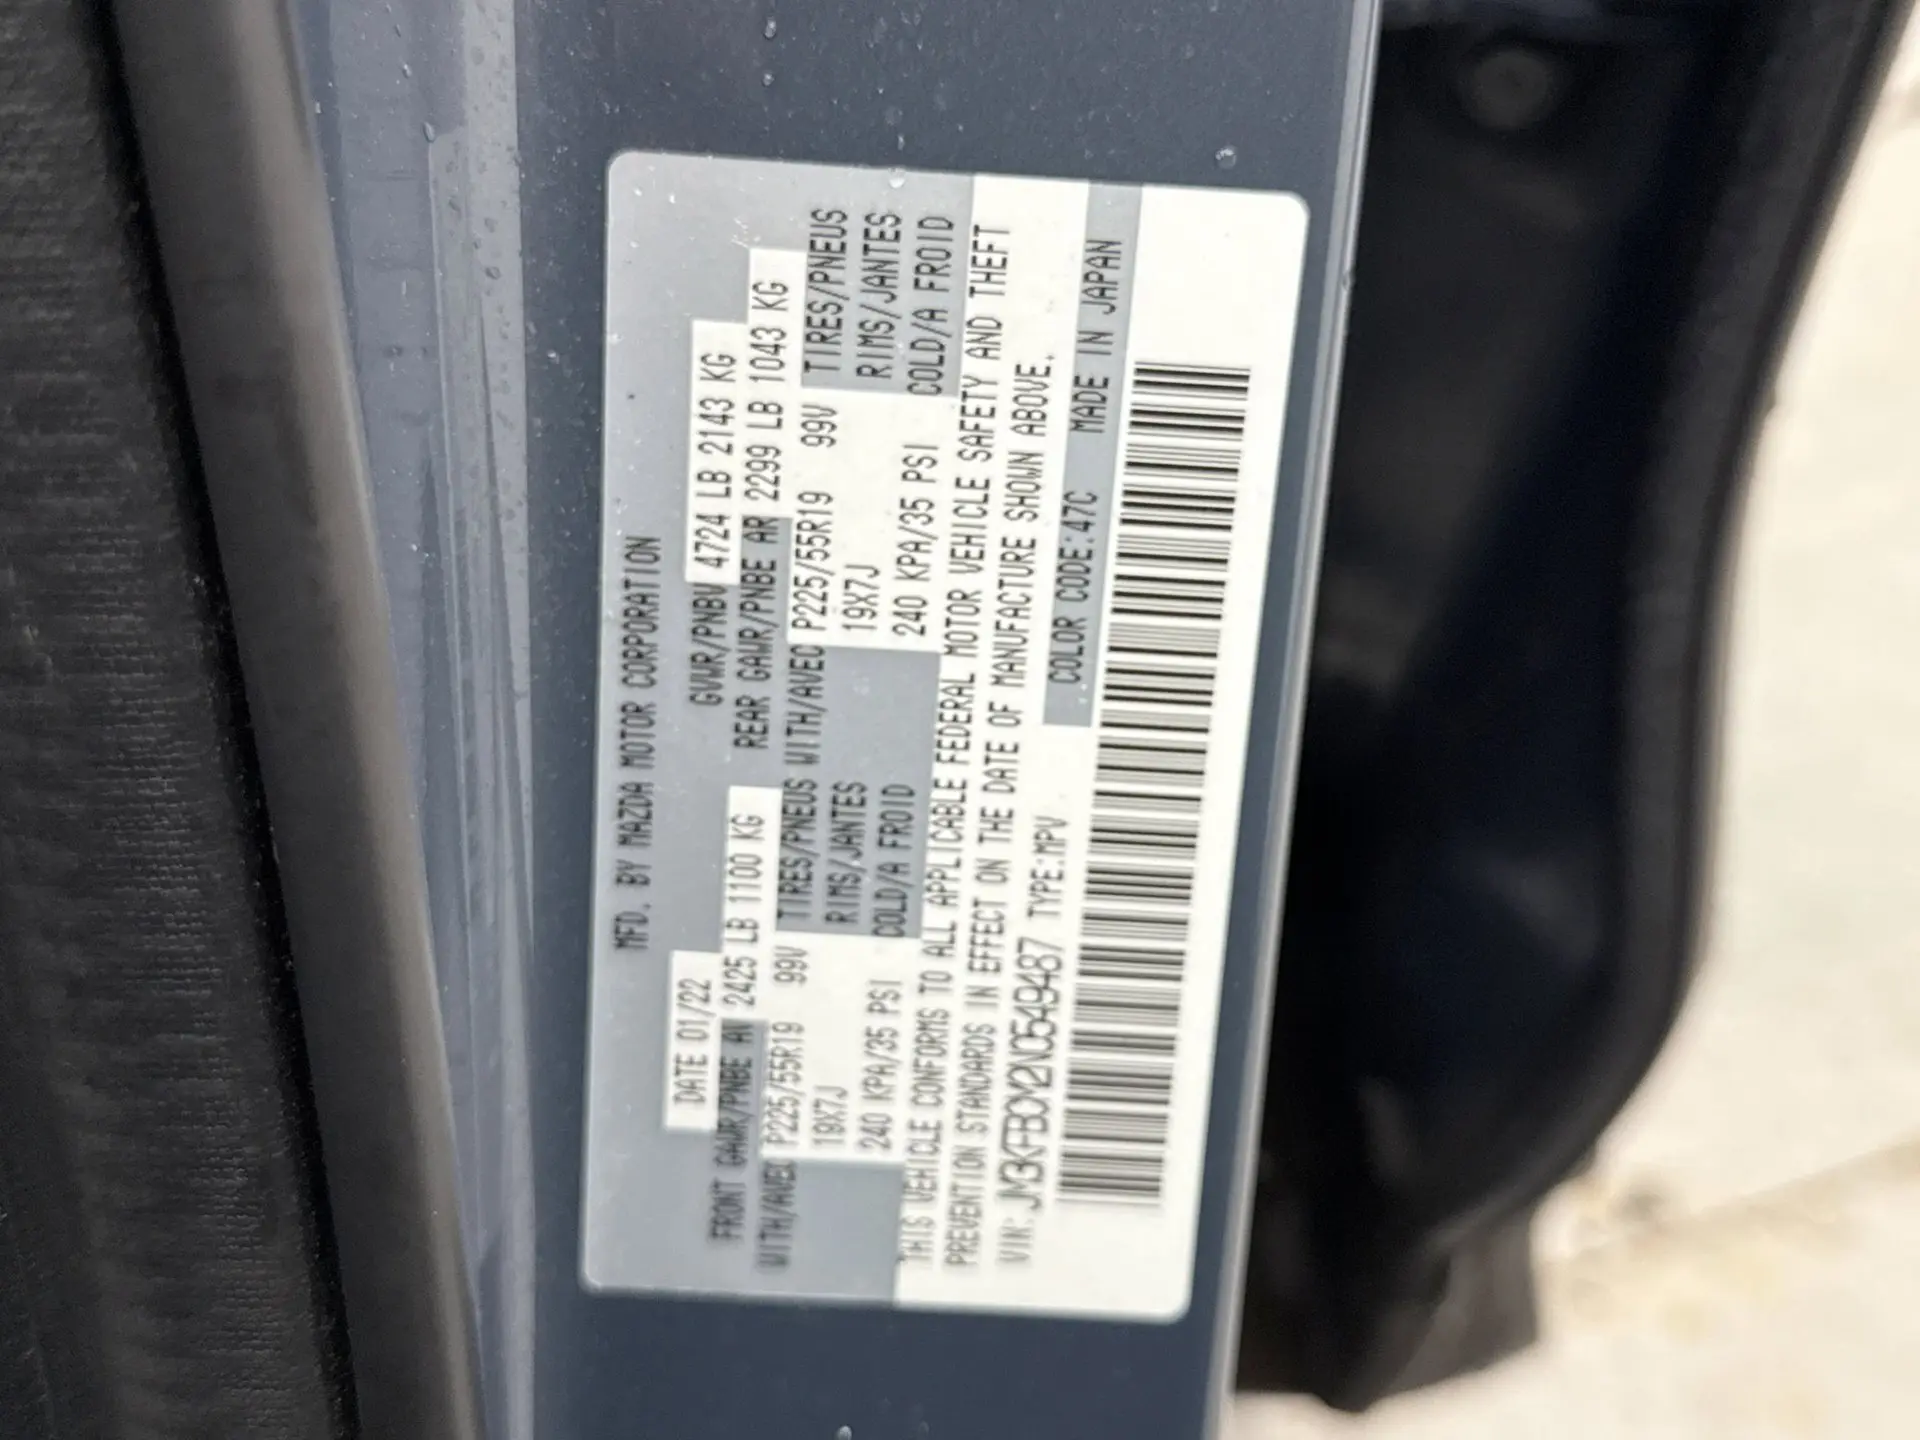 MFD. BY MAZDA MOTOR CORPORATION
DATE 01/22 GVWR/PNBV 4724 LB 2143 KG
FRONT GAWR/PNBE AV 2425 LB 1100 KG REAR GAWR/PNBE AR 2299 LB 1043 KG
WITH/AVEC P225/55R19 99V TIRES/PNEUS WITH/AVEC P225/55R19 99V TIRES/PNEUS
19X7J RIMS/JANTES 19X7J RIMS/JANTES
240 KPA/35 PSI COLD/A FROID 240 KPA/35 PSI COLD/A FROID
THIS VEHICLE CONFORMS TO ALL APPLICABLE FEDERAL MOTOR VEHICLE SAFETY AND THEFT
PREVENTION STANDARDS IN EFFECT ON THE DATE OF MANUFACTURE SHOWN ABOVE.
VIN: JM3KFBCM2N0549487 TYPE:MPV COLOR CODE:47C MADE IN JAPAN